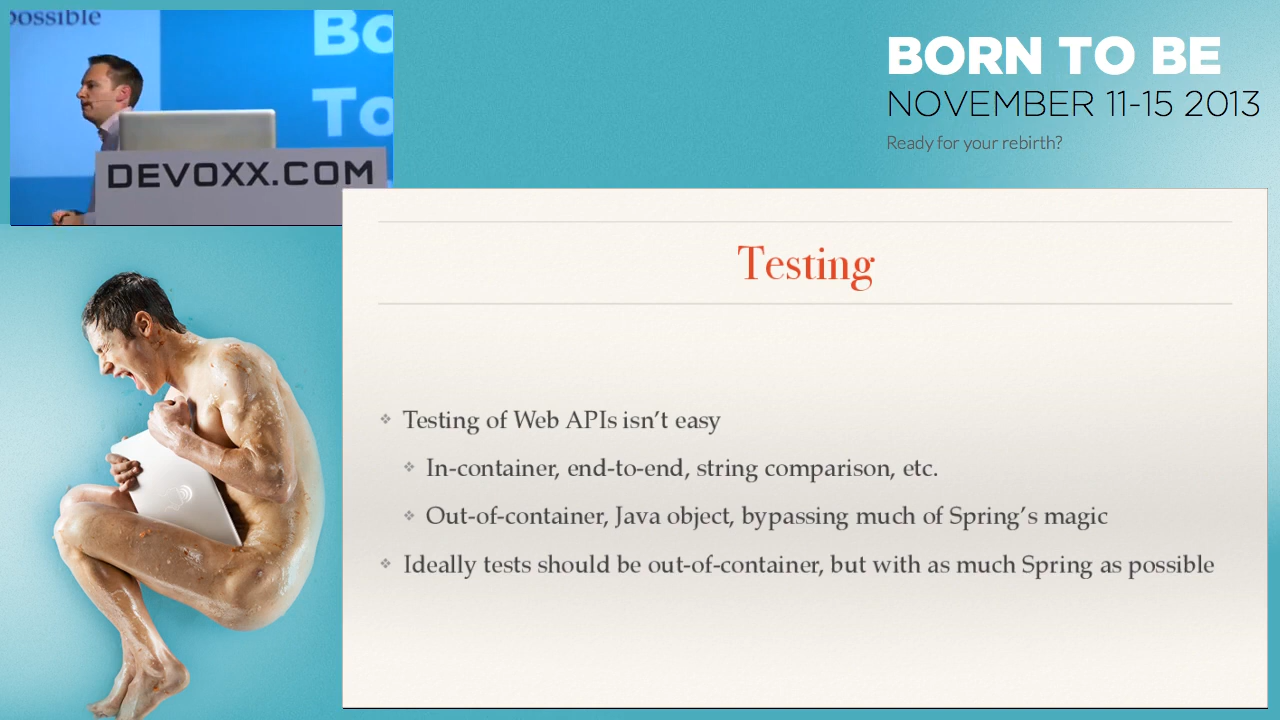 possible
Bo
To
DEVOXX.COM
BORN TO BE
NOVEMBER 11-15 2013
Ready for your rebirth?
Testing
Testing of Web APIs isn't easy
In-container, end-to-end, string comparison, etc.
Out-of-container, Java object, bypassing much of Spring's magic
Ideally tests should be out-of-container, but with as much Spring as possible